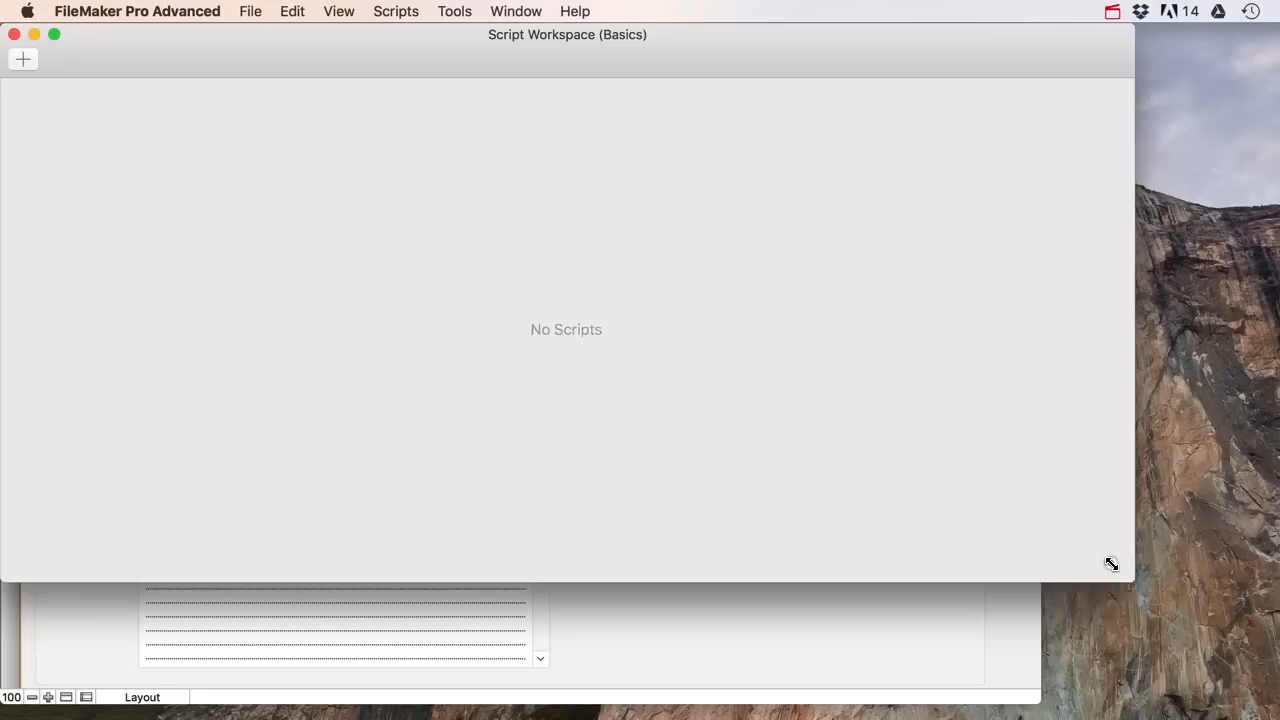 FileMaker Pro Advanced File Edit View Scripts Tools Window Help 14
Script Workspace (Basics)
No Scripts
100 Layout